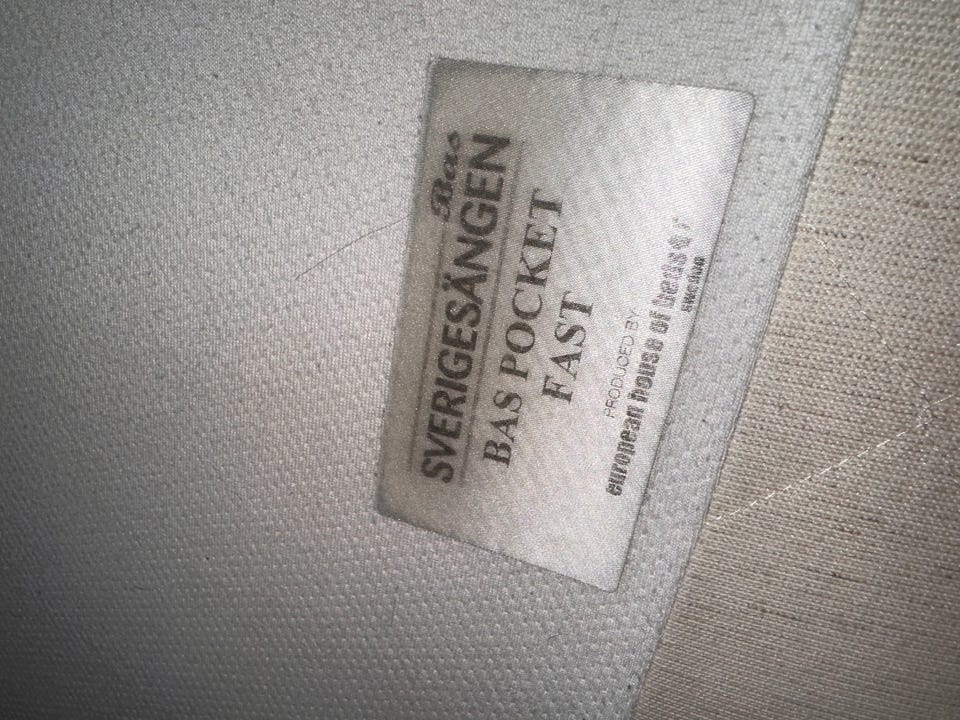 Bas
SVERIGESÄNGEN
BAS POCKET
FAST
PRODUCED BY
european house of beds
SWEDEN